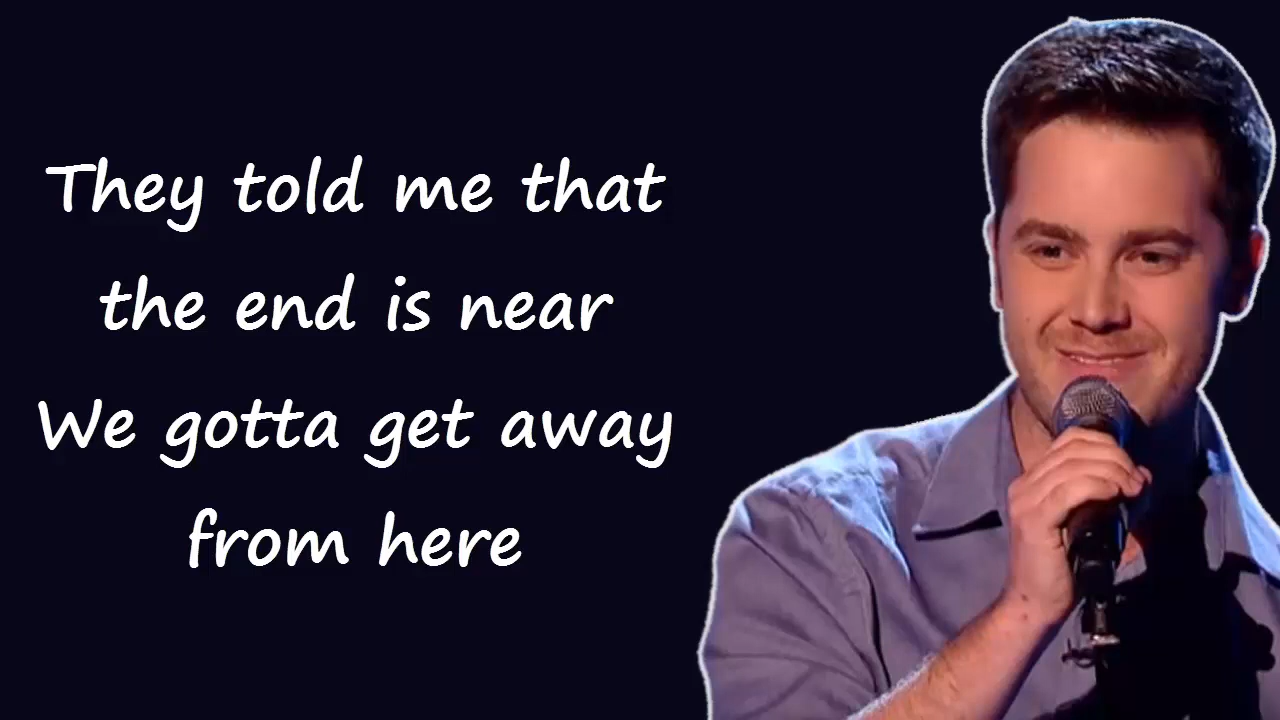 They told me that
the end is near
We gotta get away
from here